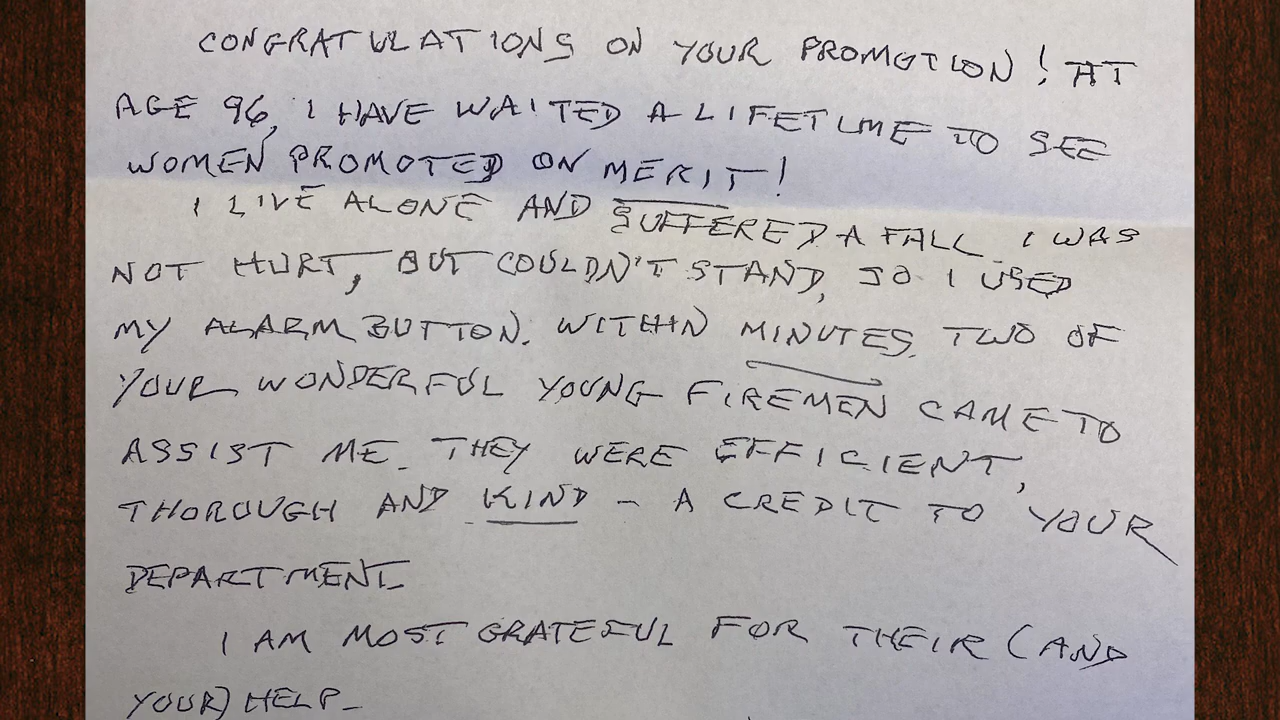 CONGRATULATIONS ON YOUR PROMOTION! AT
AGE 96, I HAVE WAITED A LIFETIME TO SEE
WOMEN PROMOTED ON MERIT!
I LIVE ALONE AND SUFFERED A FALL. I WAS
NOT HURT, BUT COULDN'T STAND, SO I USED
MY ALARM BUTTON. WITHIN MINUTES, TWO OF
YOUR WONDERFUL YOUNG FIREMEN CAME TO
ASSIST ME. THEY WERE EFFICIENT,
THOROUGH AND KIND – A CREDIT TO YOUR
DEPARTMENT.
I AM MOST GRATEFUL FOR THEIR (AND
YOUR) HELP.